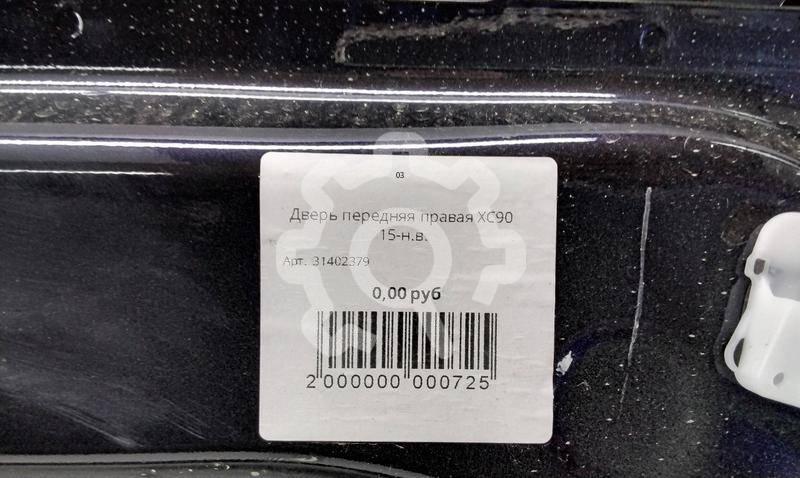 03
Дверь передняя правая XC90
15-н.в.
Арт. 31402379
0,00 руб
2 000000 000725